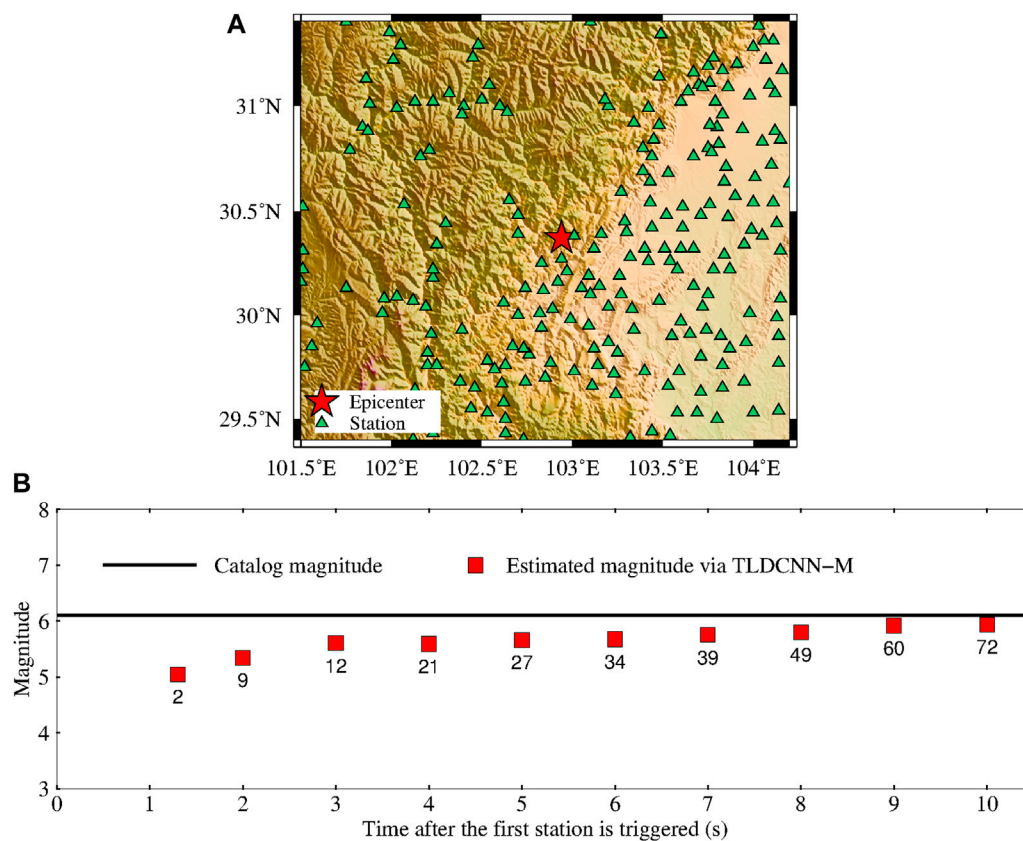 A
31°N
30.5°N
30°N
29.5°N
Epicenter
Station
101.5°E 102°E 102.5°E 103°E 103.5°E 104°E
B
8
7
6
5
4
3
Magnitude
Catalog magnitude
Estimated magnitude via TLDCNN-M
2 9 12 21 27 34 39 49 60 72
0 1 2 3 4 5 6 7 8 9 10
Time after the first station is triggered (s)